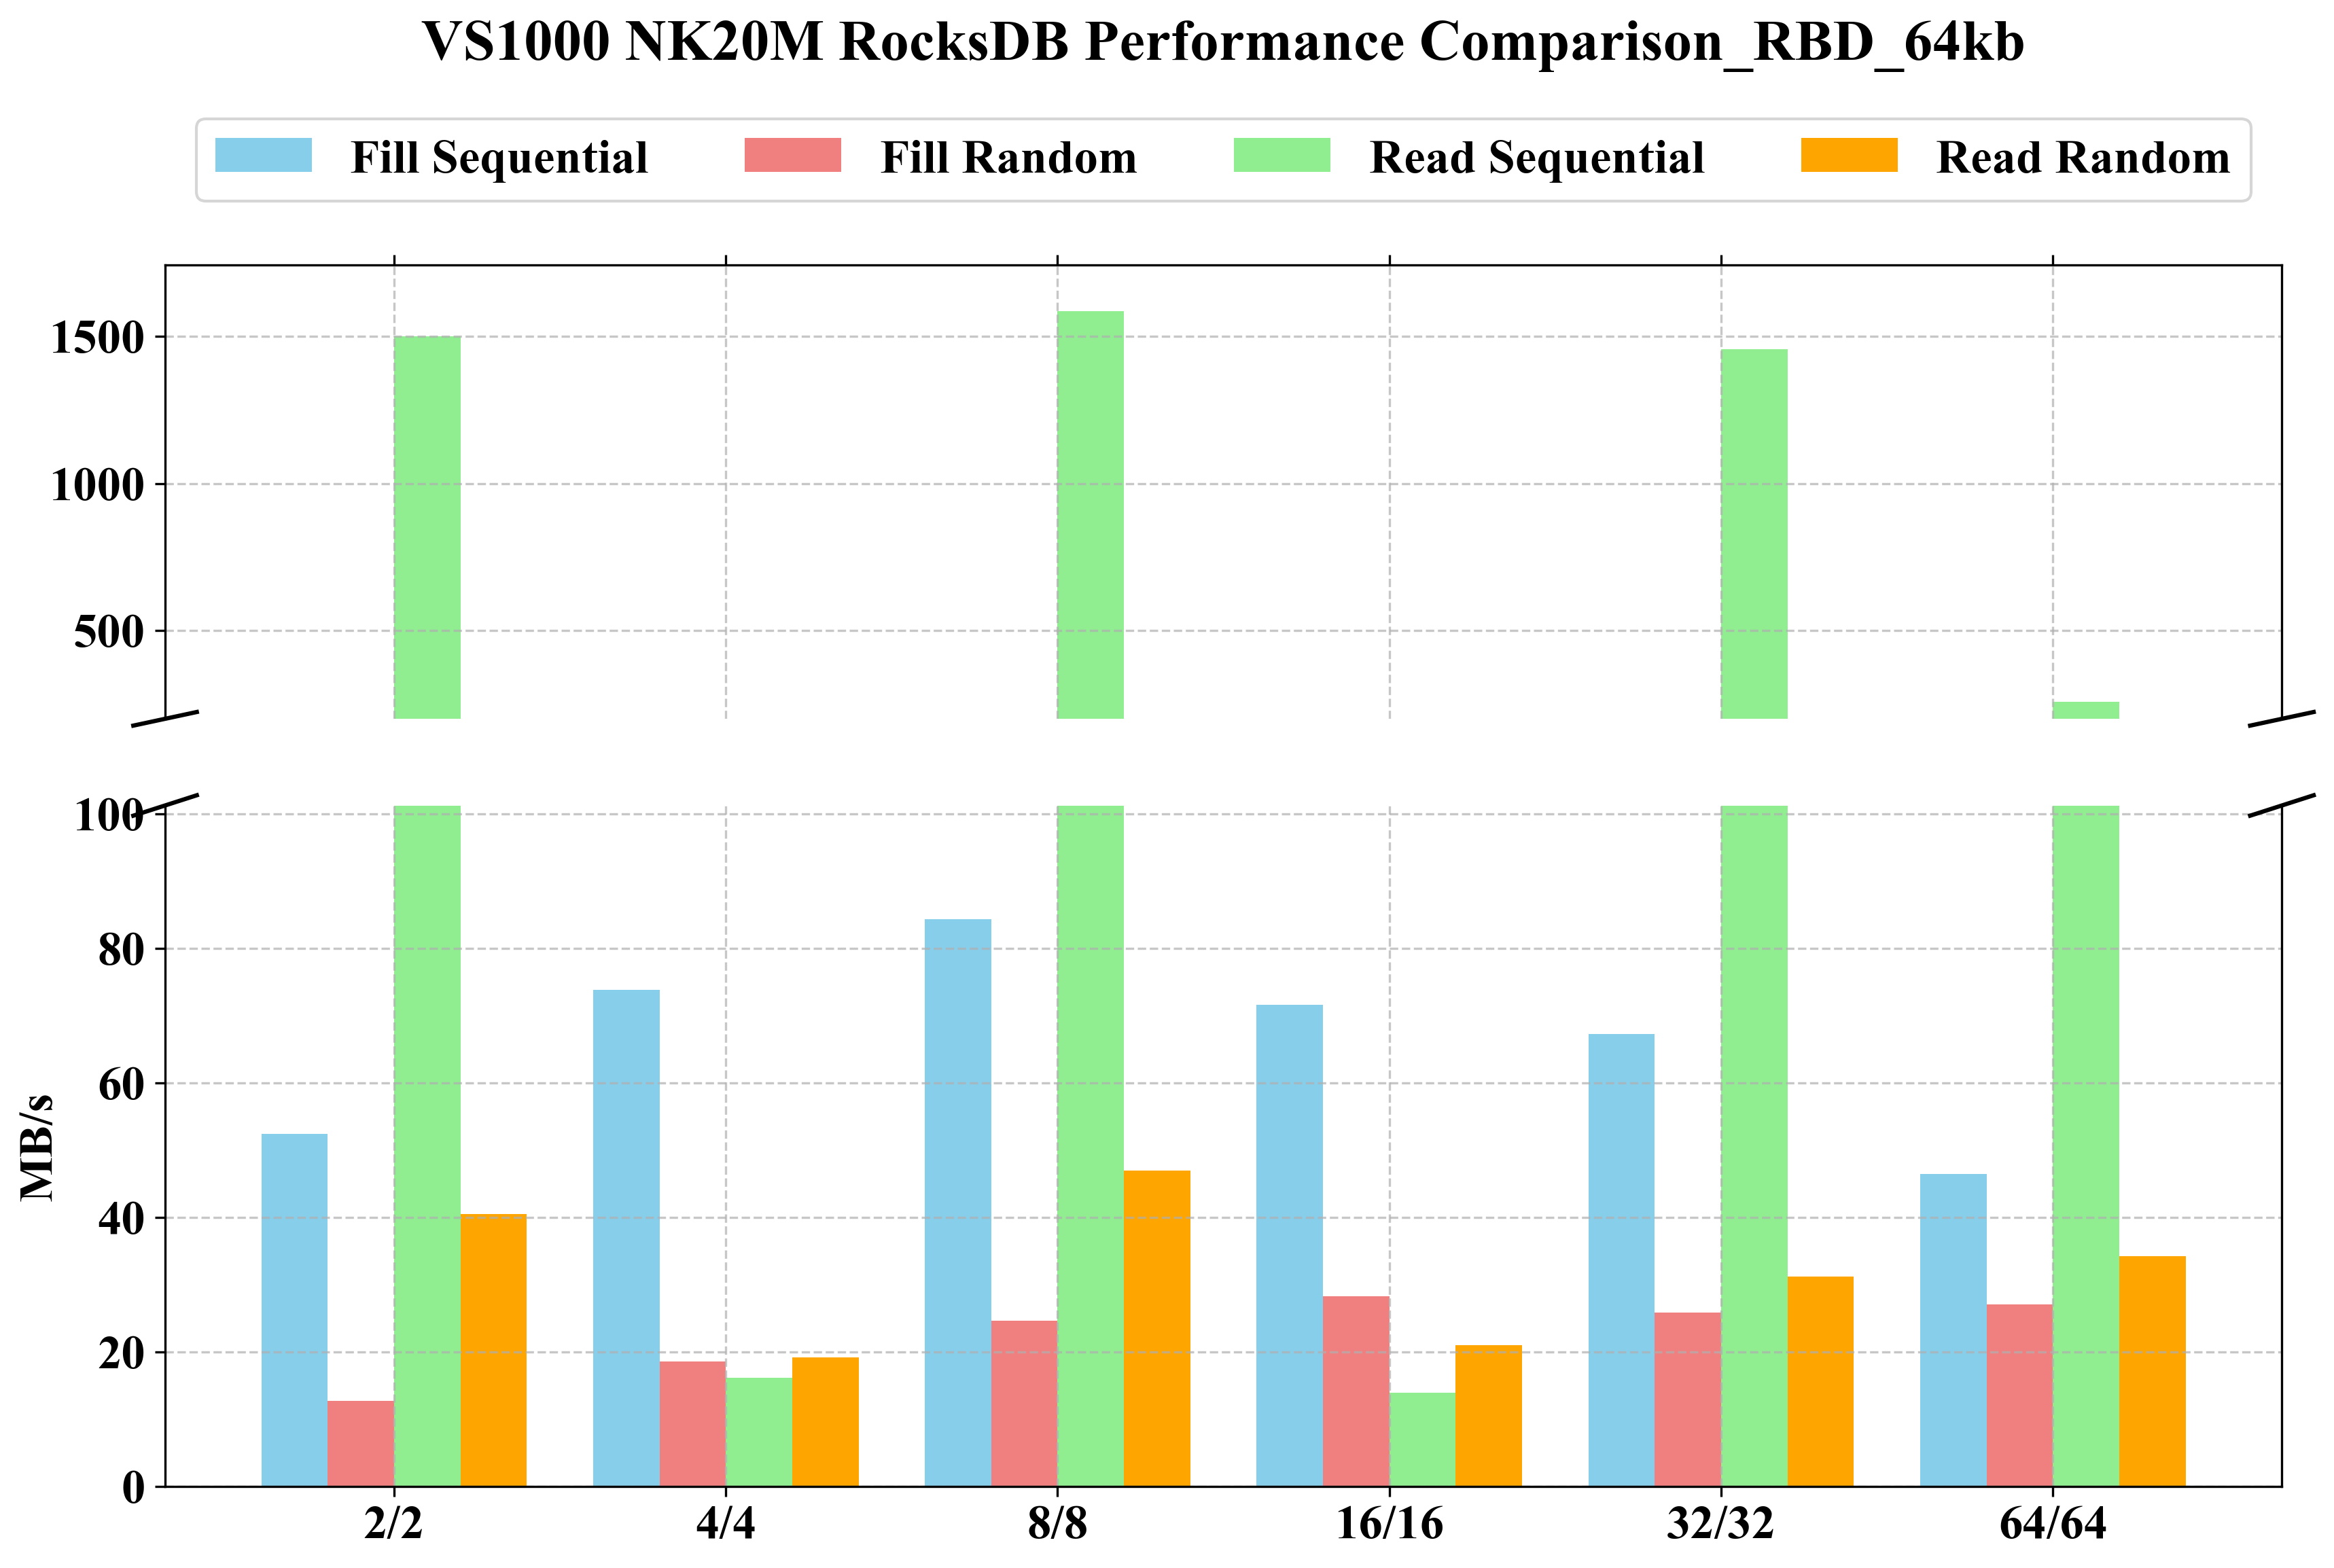 VS1000 NK20M RocksDB Performance Comparison_RBD_64kb
Fill Sequential Fill Random Read Sequential Read Random
1500
1000
500
100
80
60
40
20
0
MB/s
2/2 4/4 8/8 16/16 32/32 64/64